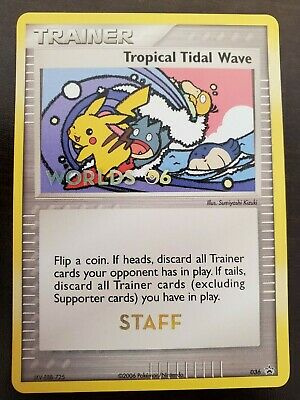 TRAINER
Tropical Tidal Wave
WORLDS '06
Illus. Sumiyoshi Kizuki
Flip a coin. If heads, discard all Trainer
cards your opponent has in play. If tails,
discard all Trainer cards (excluding
Supporter cards) you have in play.
STAFF
©2006 Pokémon/Nintendo
036